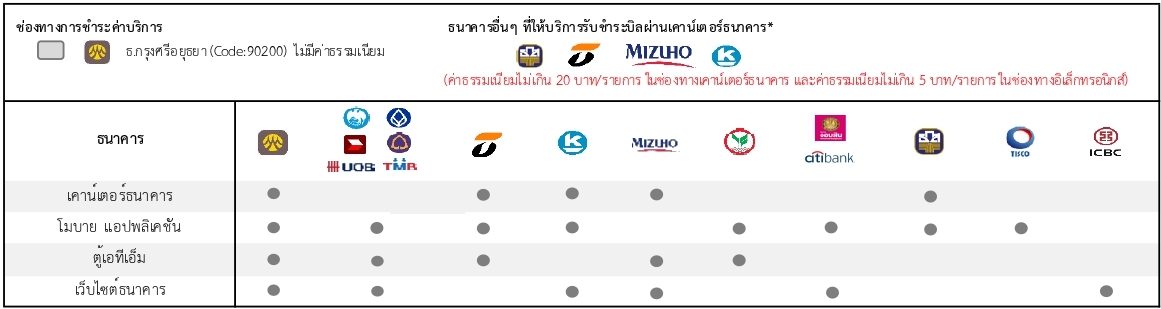 ช่องทางการชำระค่าบริการ
ธ.กรุงศรีอยุธยา (Code:90200) ไม่มีค่าธรรมเนียม
ธนาคารอื่นๆ ที่ให้บริการรับชำระบิลผ่านเคาน์เตอร์ธนาคาร*
MIZUHO
(ค่าธรรมเนียมไม่เกิน 20 บาท/รายการ ในช่องทางเคาน์เตอร์ธนาคาร และค่าธรรมเนียมไม่เกิน 5 บาท/รายการ ในช่องทางอิเล็กทรอนิกส์)
ธนาคาร
UOB TMB
MIZUHO
ออมสิน
citibank
TISCO
ICBC
เคาน์เตอร์ธนาคาร
โมบาย แอปพลิเคชัน
ตู้เอทีเอ็ม
เว็บไซต์ธนาคาร